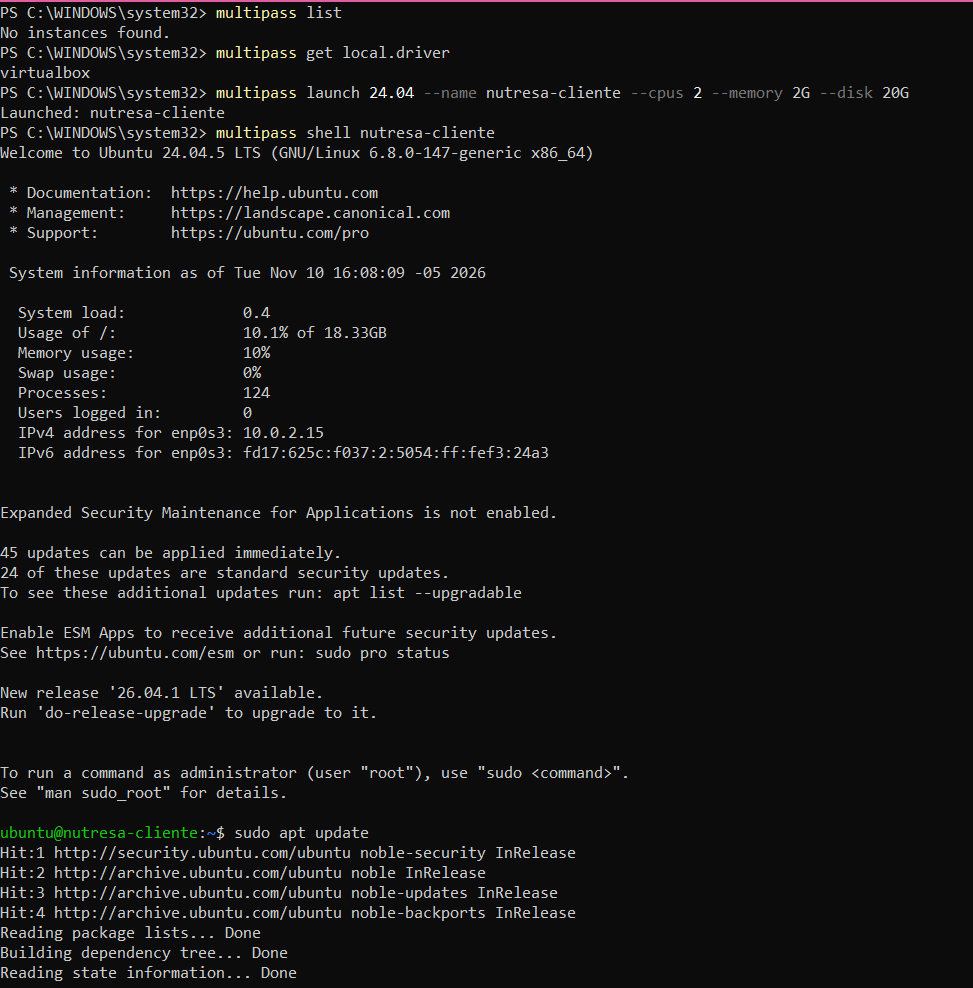 PS C:\WINDOWS\system32> multipass list
No instances found.
PS C:\WINDOWS\system32> multipass get local.driver
virtualbox
PS C:\WINDOWS\system32> multipass launch 24.04 --name nutresa-cliente --cpus 2 --memory 2G --disk 20G
Launched: nutresa-cliente
PS C:\WINDOWS\system32> multipass shell nutresa-cliente
Welcome to Ubuntu 24.04.5 LTS (GNU/Linux 6.8.0-147-generic x86_64)

 * Documentation:  https://help.ubuntu.com
 * Management:     https://landscape.canonical.com
 * Support:        https://ubuntu.com/pro

 System information as of Tue Nov 10 16:08:09 -05 2026

  System load:             0.4
  Usage of /:              10.1% of 18.33GB
  Memory usage:            10%
  Swap usage:              0%
  Processes:               124
  Users logged in:         0
  IPv4 address for enp0s3: 10.0.2.15
  IPv6 address for enp0s3: fd17:625c:f037:2:5054:ff:fef3:24a3


Expanded Security Maintenance for Applications is not enabled.

45 updates can be applied immediately.
24 of these updates are standard security updates.
To see these additional updates run: apt list --upgradable

Enable ESM Apps to receive additional future security updates.
See https://ubuntu.com/esm or run: sudo pro status

New release '26.04.1 LTS' available.
Run 'do-release-upgrade' to upgrade to it.


To run a command as administrator (user "root"), use "sudo <command>".
See "man sudo_root" for details.

ubuntu@nutresa-cliente:~$ sudo apt update
Hit:1 http://security.ubuntu.com/ubuntu noble-security InRelease
Hit:2 http://archive.ubuntu.com/ubuntu noble InRelease
Hit:3 http://archive.ubuntu.com/ubuntu noble-updates InRelease
Hit:4 http://archive.ubuntu.com/ubuntu noble-backports InRelease
Reading package lists... Done
Building dependency tree... Done
Reading state information... Done